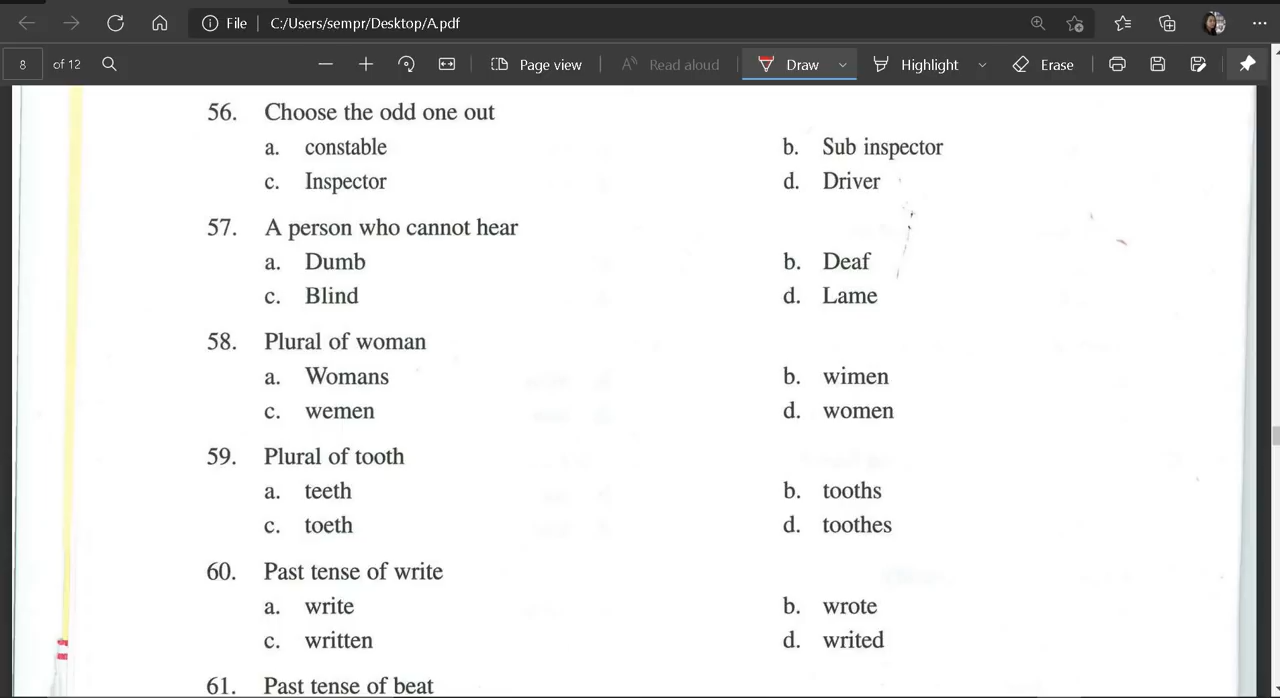 File C:/Users/sempr/Desktop/A.pdf
8 of 12 Page view Read aloud Draw Highlight Erase
56. Choose the odd one out
a. constable b. Sub inspector
c. Inspector d. Driver
57. A person who cannot hear
a. Dumb b. Deaf
c. Blind d. Lame
58. Plural of woman
a. Womans b. wimen
c. wemen d. women
59. Plural of tooth
a. teeth b. tooths
c. toeth d. toothes
60. Past tense of write
a. write b. wrote
c. written d. writed
61. Past tense of beat